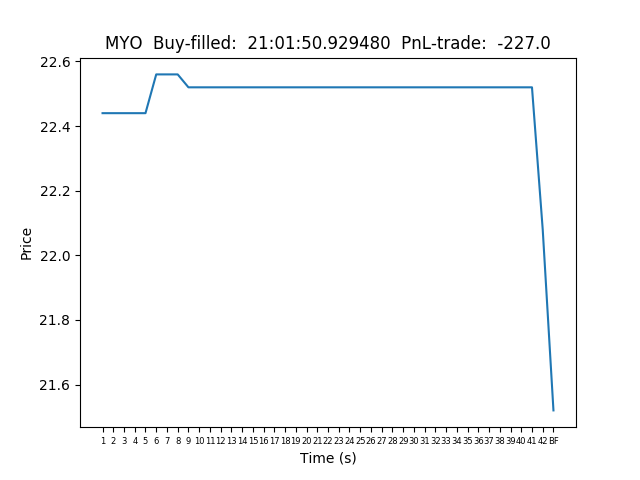 MYO  Buy-filled:  21:01:50.929480  PnL-trade:  -227.0
22.6
22.4
22.2
22.0
21.8
21.6
Price
1 2 3 4 5 6 7 8 9 10 11 12 13 14 15 16 17 18 19 20 21 22 23 24 25 26 27 28 29 30 31 32 33 34 35 36 37 38 39 40 41 42 BF
Time (s)